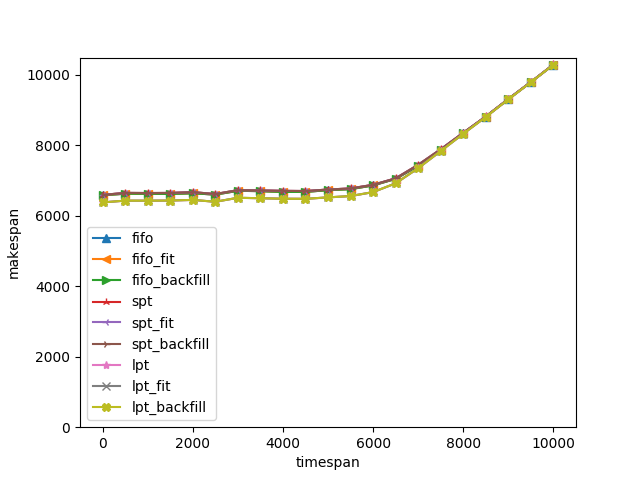 10000
8000
6000
4000
2000
0
makespan
fifo
fifo_fit
fifo_backfill
spt
spt_fit
spt_backfill
lpt
lpt_fit
lpt_backfill
0 2000 4000 6000 8000 10000
timespan